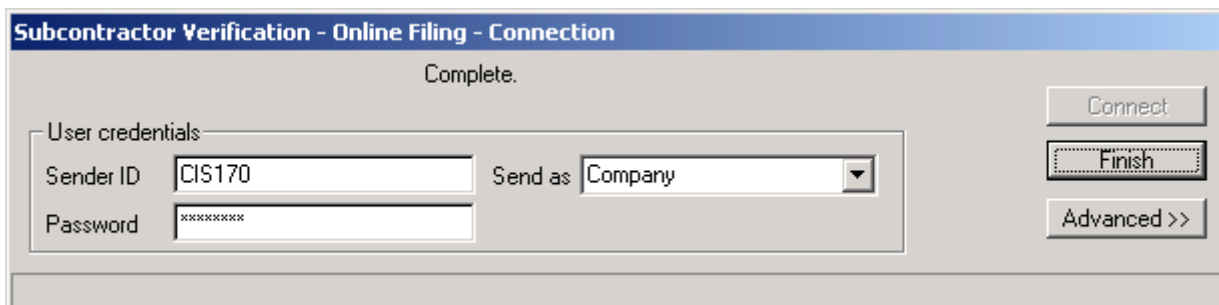 Subcontractor Verification - Online Filing - Connection
Complete.
Connect
User credentials
Sender ID CIS170 Send as Company
Finish
Password ********
Advanced >>